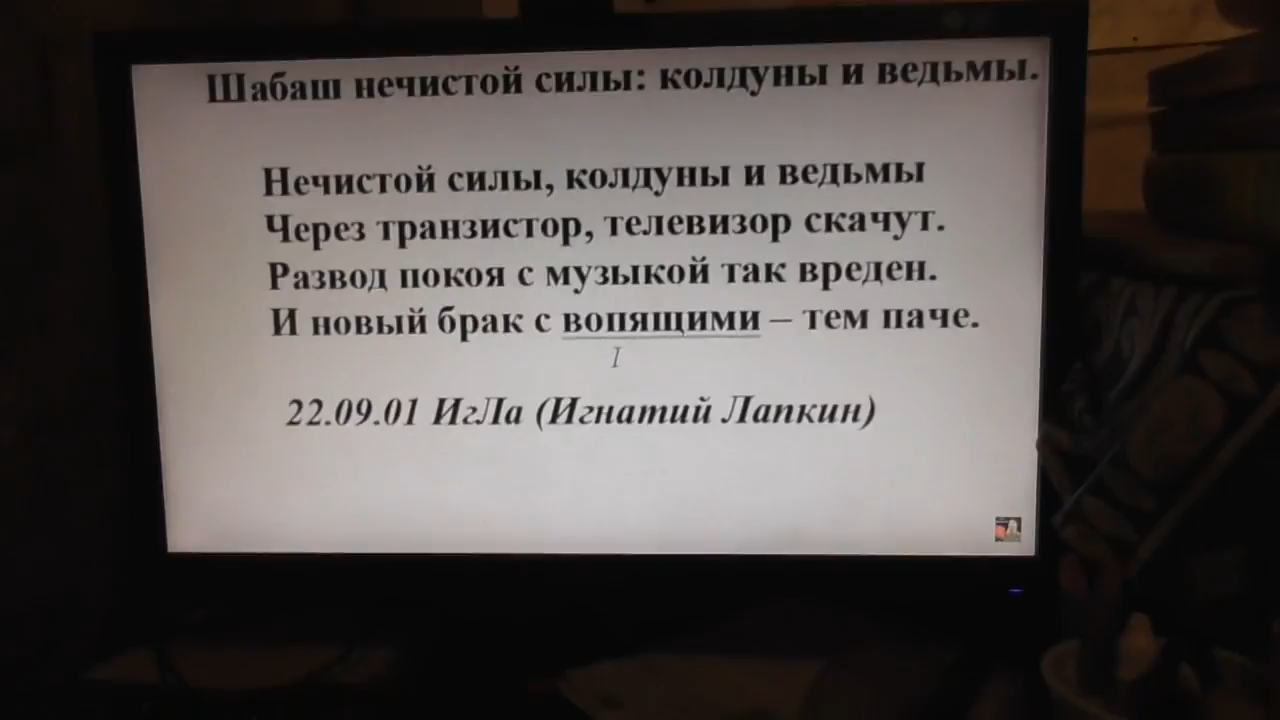 Шабаш нечистой силы: колдуны и ведьмы.
Нечистой силы, колдуны и ведьмы
Через транзистор, телевизор скачут.
Развод покоя с музыкой так вреден.
И новый брак с вопящими – тем паче.
22.09.01 ИгЛа (Игнатий Лапкин)